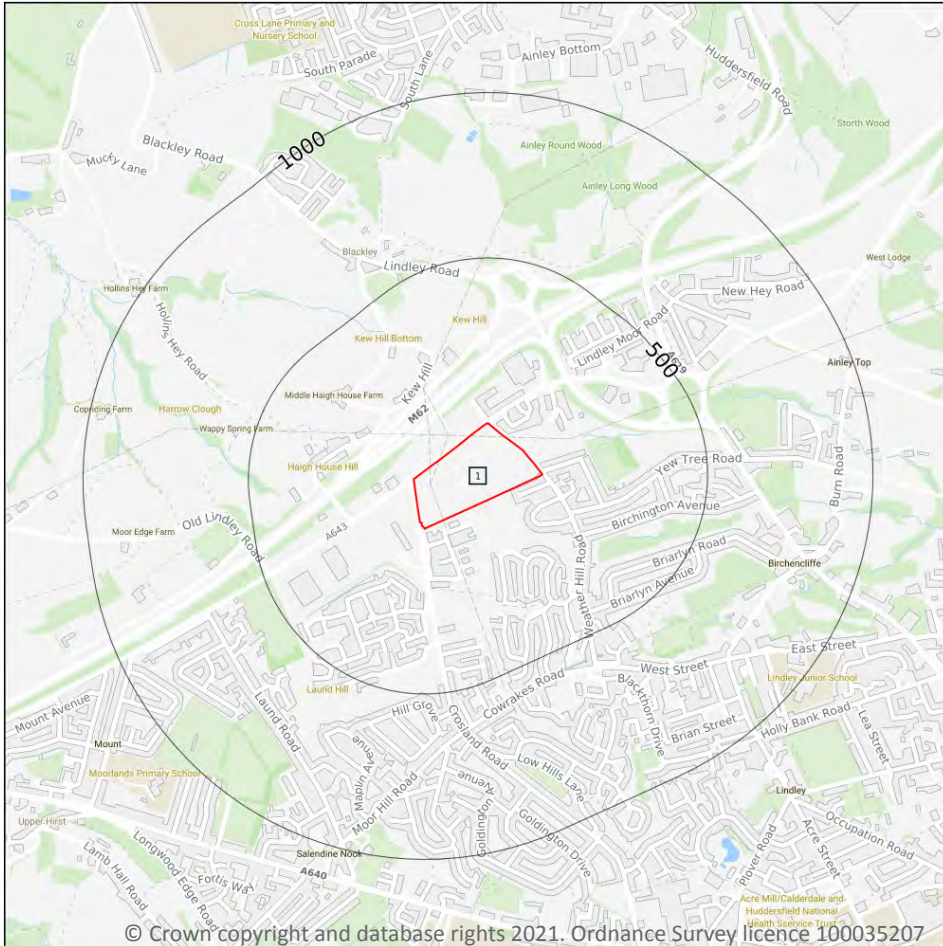 Cross Lane Primary and
Nursery School
South Parade
South Lane
Ainley Bottom
Huddersfield Road
Storth Wood
1000
Blackley Road
Mucky Lane
Ainley Round Wood
Ainley Long Wood
Blackley
Lindley Road
West Lodge
Hollins Hey Farm
Hollins Hey Road
New Hey Road
Kew Hill
Kew Hill Bottom
Lindley Moor Road
500
A629
Ainley Top
Kew Hill
Middle Haigh House Farm
M62
Copriding Farm
Harrow Clough
Wappy Spring Farm
Haigh House Hill
1
Yew Tree Road
Burn Road
Birchington Avenue
Moor Edge Farm
Old Lindley Road
A643
Weather Hill Road
Briarlyn Road
Briarlyn Avenue
Birchencliffe
East Street
West Street
Lindley Junior School
Laund Hill
Cowrakes Road
Blackthorn Drive
Laund Road
Mount Avenue
Hill Grove
Crosland Road
Brian Street
Holly Bank Road
Lea Street
Mount
Moorlands Primary School
Maplin Avenue
Moor Hill Road
Low Hills Lane
Goldington Avenue
Goldington Drive
Lindley
Upper Hirst
Longwood Edge Road
Lamb Hall Road
Fortis Way
Salendine Nook
A640
Plover Road
Acre Street
Occupation Road
Acre Mill/Calderdale and
Huddersfield National
Health Sservice Trust
© Crown copyright and database rights 2021. Ordnance Survey licence 100035207